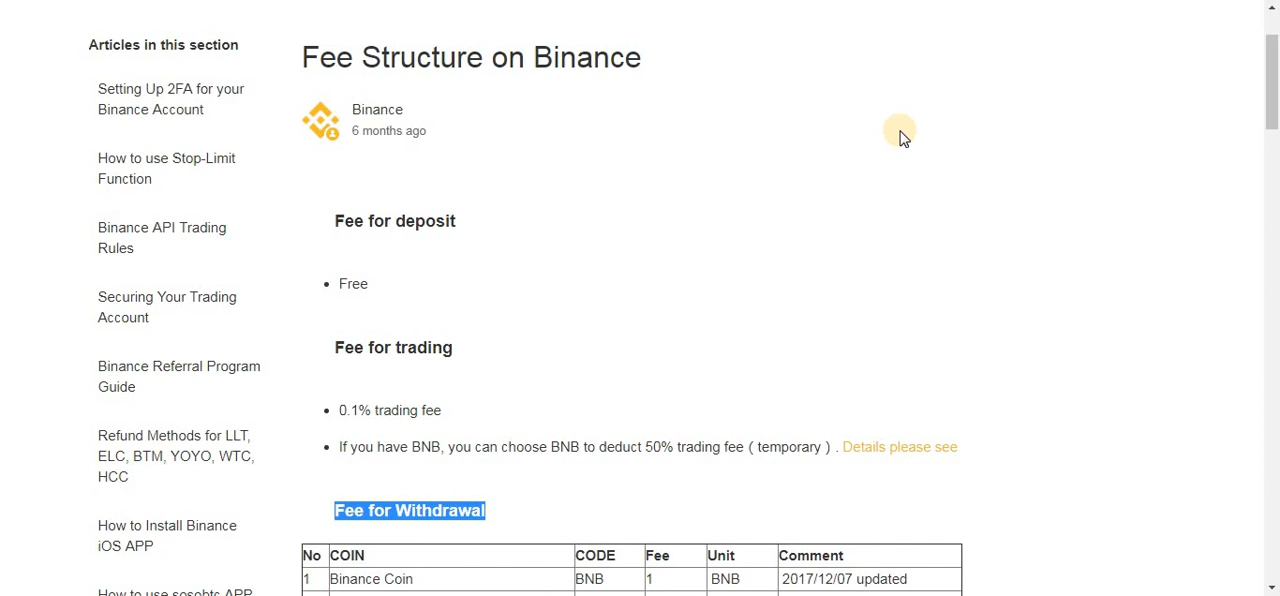 Articles in this section
Setting Up 2FA for your
Binance Account
How to use Stop-Limit
Function
Binance API Trading
Rules
Securing Your Trading
Account
Binance Referral Program
Guide
Refund Methods for LLT,
ELC, BTM, YOYO, WTC,
HCC
How to Install Binance
iOS APP
How to use sosobtc APP
Fee Structure on Binance
Binance
6 months ago
Fee for deposit
• Free
Fee for trading
• 0.1% trading fee
• If you have BNB, you can choose BNB to deduct 50% trading fee ( temporary ) . Details please see
Fee for Withdrawal
No COIN CODE Fee Unit Comment
1 Binance Coin BNB 1 BNB 2017/12/07 updated